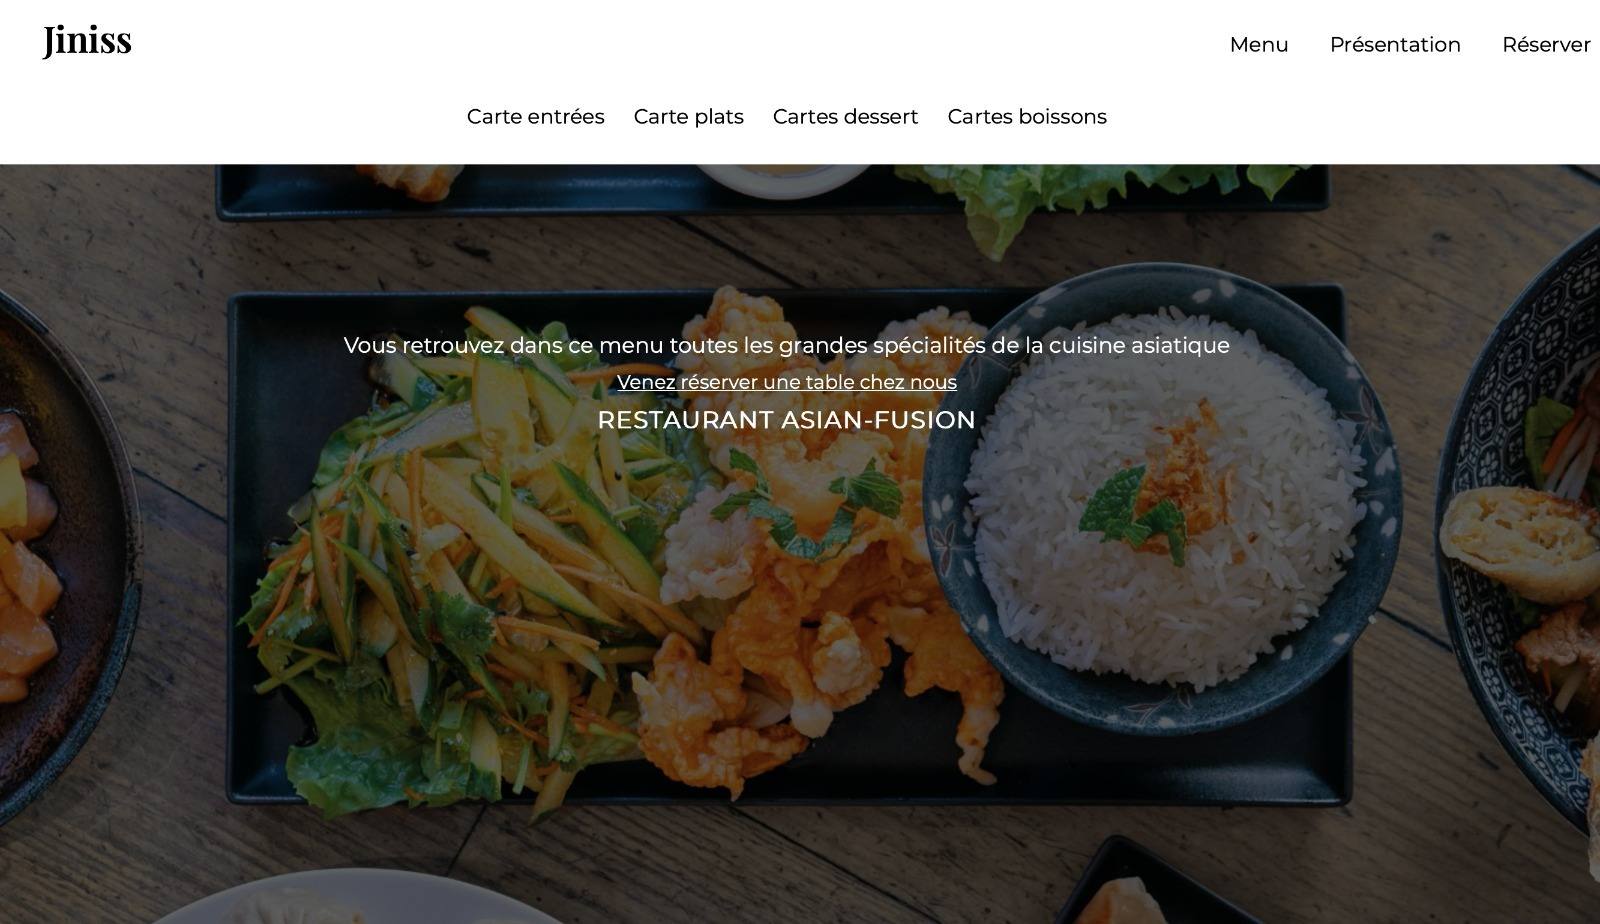 Jiniss
Menu Présentation Réserver
Carte entrées Carte plats Cartes dessert Cartes boissons
Vous retrouvez dans ce menu toutes les grandes spécialités de la cuisine asiatique
Venez réserver une table chez nous
RESTAURANT ASIAN-FUSION